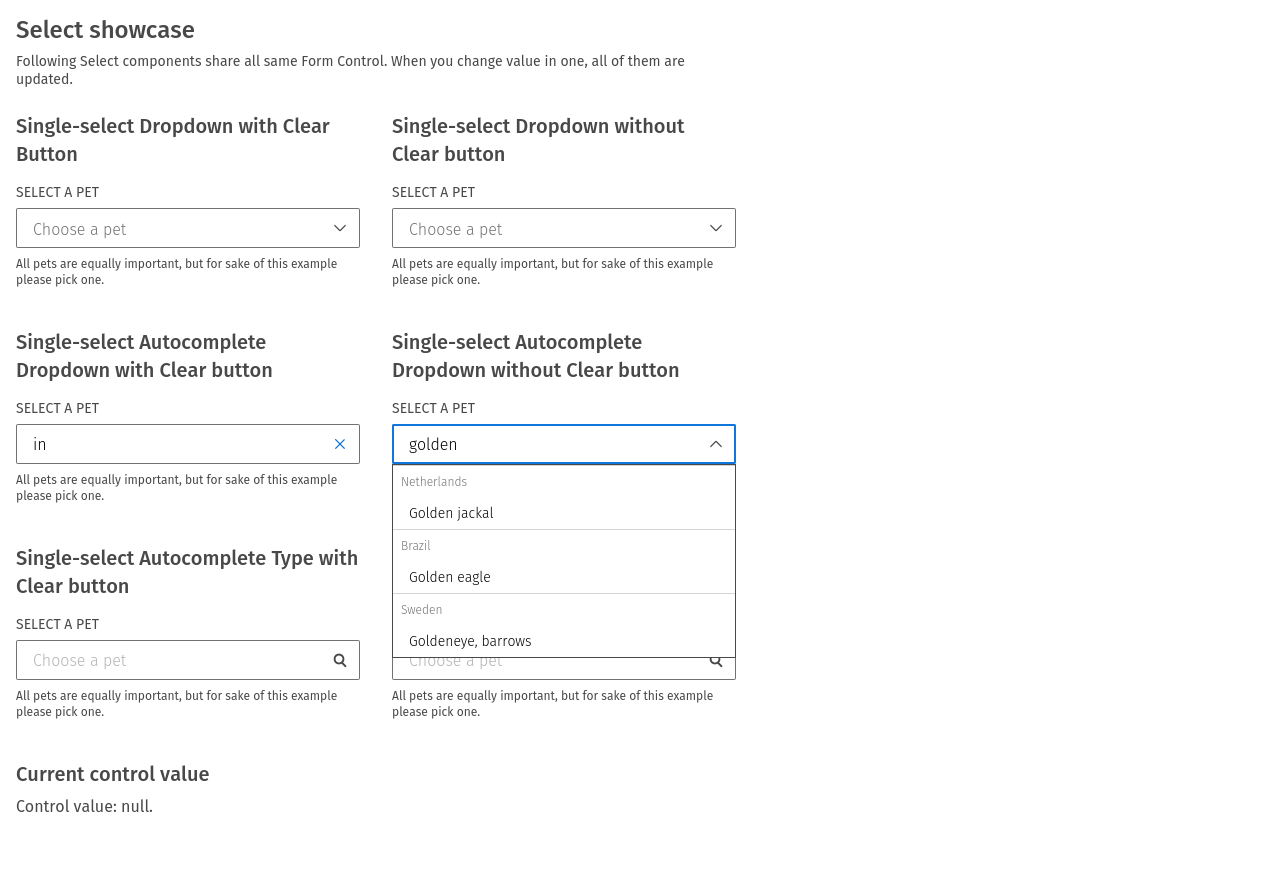 Select showcase
Following Select components share all same Form Control. When you change value in one, all of them are
updated.
Single-select Dropdown with Clear
Button
SELECT A PET
Choose a pet
All pets are equally important, but for sake of this example
please pick one.
Single-select Dropdown without
Clear button
SELECT A PET
Choose a pet
All pets are equally important, but for sake of this example
please pick one.
Single-select Autocomplete
Dropdown with Clear button
SELECT A PET
in
All pets are equally important, but for sake of this example
please pick one.
Single-select Autocomplete
Dropdown without Clear button
SELECT A PET
golden
Netherlands
Golden jackal
Brazil
Golden eagle
Sweden
Goldeneye, barrows
Single-select Autocomplete Type with
Clear button
SELECT A PET
Choose a pet
All pets are equally important, but for sake of this example
please pick one.
Choose a pet
All pets are equally important, but for sake of this example
please pick one.
Current control value
Control value: null.